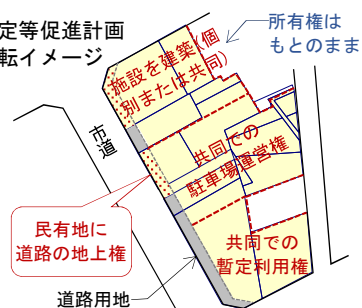 定等促進計画
転イメージ
所有権は
もとのまま
施設を建築(個
別または共同)
市道
共同での
駐車場運営権
民有地に
道路の地上権
共同での
暫定利用権
道路用地